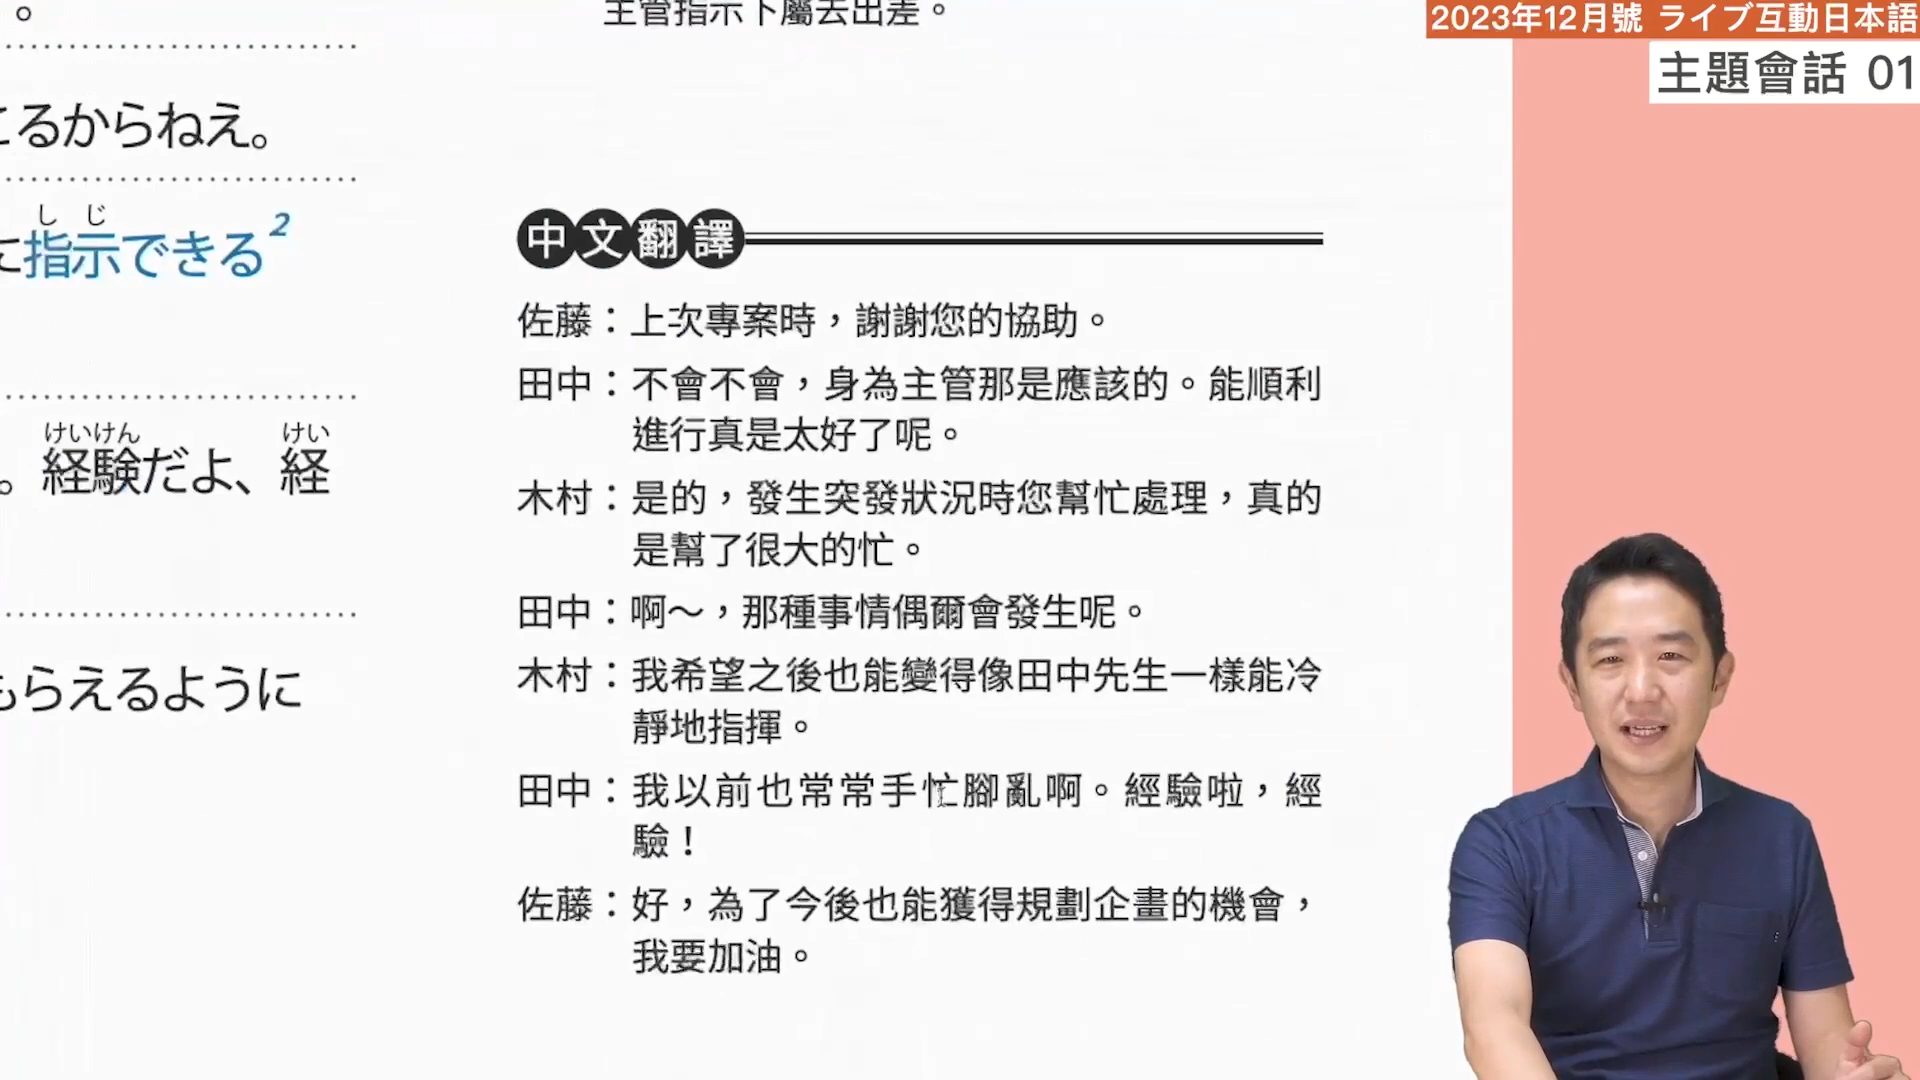 2023年12月號 ライブ互動日本語
主題會話 01
主管指示下屬去出差。
。
こるからねえ。
しじ
に指示できる2
けいけん けい
。経験だよ、経
もらえるように
中文翻譯
佐藤：上次專案時，謝謝您的協助。
田中：不會不會，身為主管那是應該的。能順利
進行真是太好了呢。
木村：是的，發生突發狀況時您幫忙處理，真的
是幫了很大的忙。
田中：啊～，那種事情偶爾會發生呢。
木村：我希望之後也能變得像田中先生一樣能冷
靜地指揮。
田中：我以前也常常手忙腳亂啊。經驗啦，經
驗！
佐藤：好，為了今後也能獲得規劃企畫的機會，
我要加油。